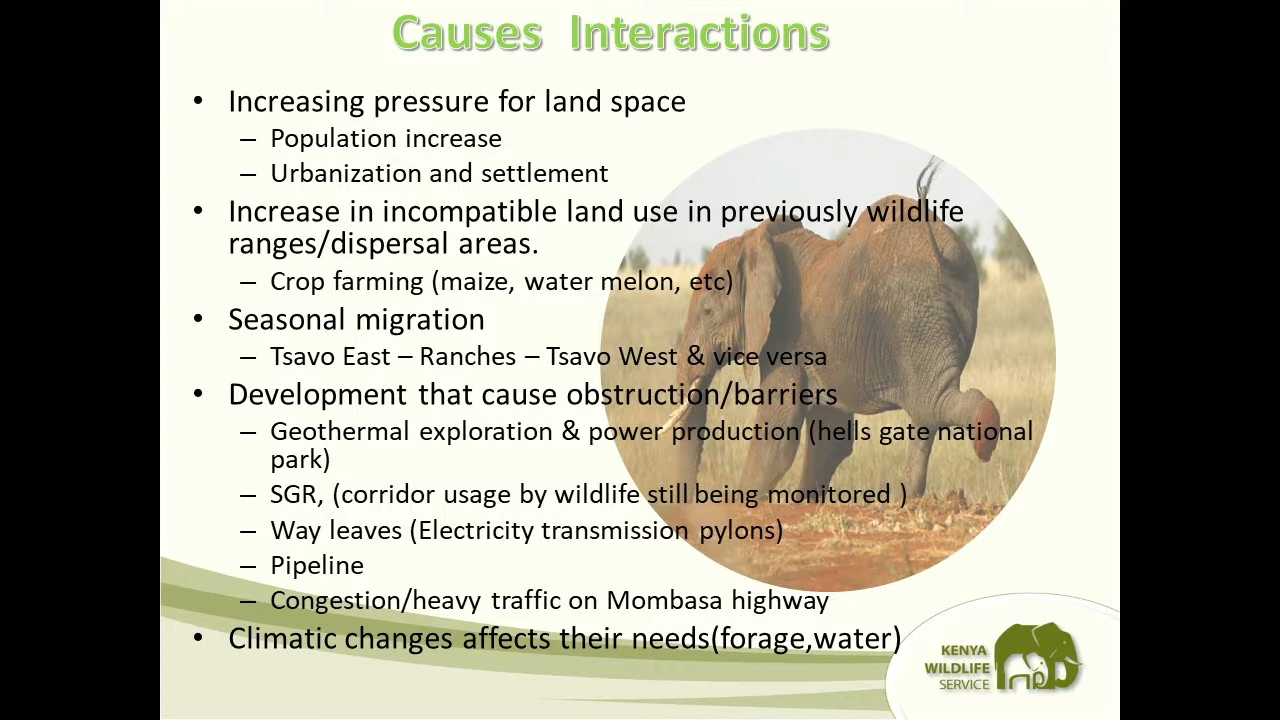 Causes Interactions
• Increasing pressure for land space
– Population increase
– Urbanization and settlement
• Increase in incompatible land use in previously wildlife
ranges/dispersal areas.
– Crop farming (maize, water melon, etc)
• Seasonal migration
– Tsavo East – Ranches – Tsavo West & vice versa
• Development that cause obstruction/barriers
– Geothermal exploration & power production (hells gate national
park)
– SGR, (corridor usage by wildlife still being monitored )
– Way leaves (Electricity transmission pylons)
– Pipeline
– Congestion/heavy traffic on Mombasa highway
• Climatic changes affects their needs(forage,water)
KENYA
WILDLIFE
SERVICE